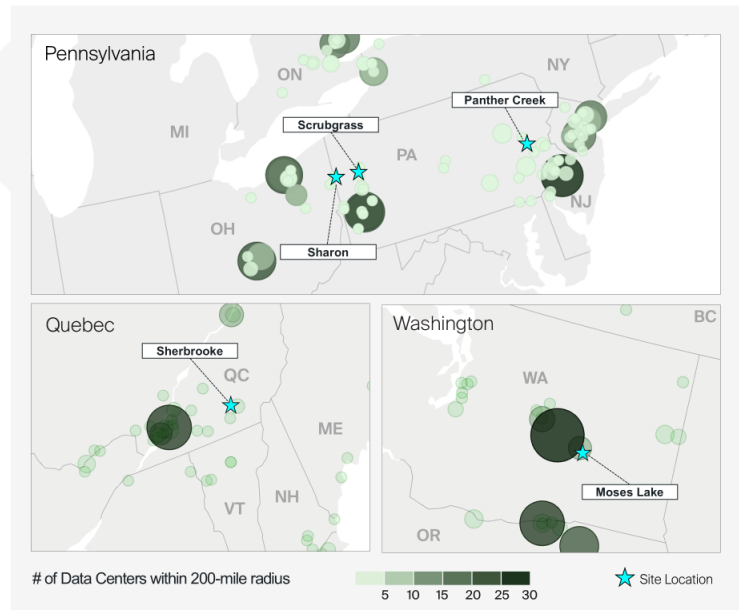 Pennsylvania
ON
NY
Panther Creek
MI
Scrubgrass
PA
OH
NJ
Sharon
Quebec
Sherbrooke
QC
ME
VT
NH
Washington
BC
WA
Moses Lake
OR
# of Data Centers within 200-mile radius
5 10 15 20 25 30
Site Location